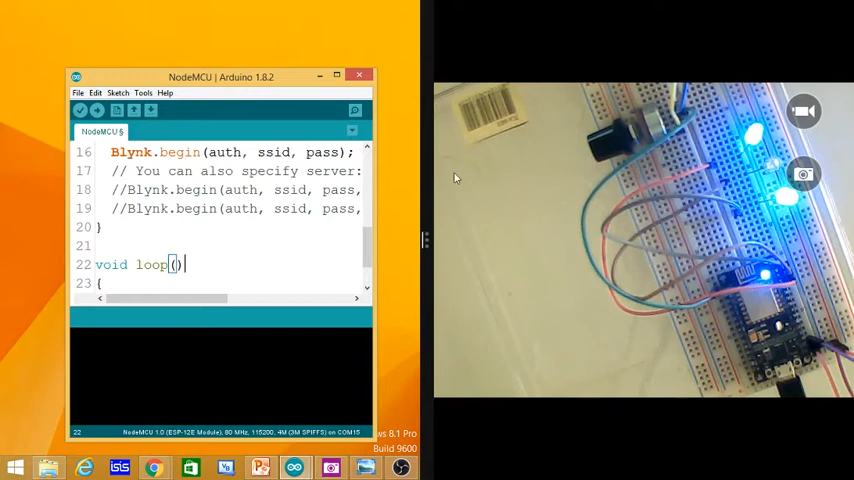 NodeMCU | Arduino 1.8.2
File Edit Sketch Tools Help
NodeMCU §
16 Blynk.begin(auth, ssid, pass);
17 // You can also specify server:
18 //Blynk.begin(auth, ssid, pass,
19 //Blynk.begin(auth, ssid, pass,
20 }
21
22 void loop()
23 {
22 NodeMCU 1.0 (ESP-12E Module), 80 MHz, 115200, 4M (3M SPIFFS) on COM15
ws 8.1 Pro
Build 9600
isis